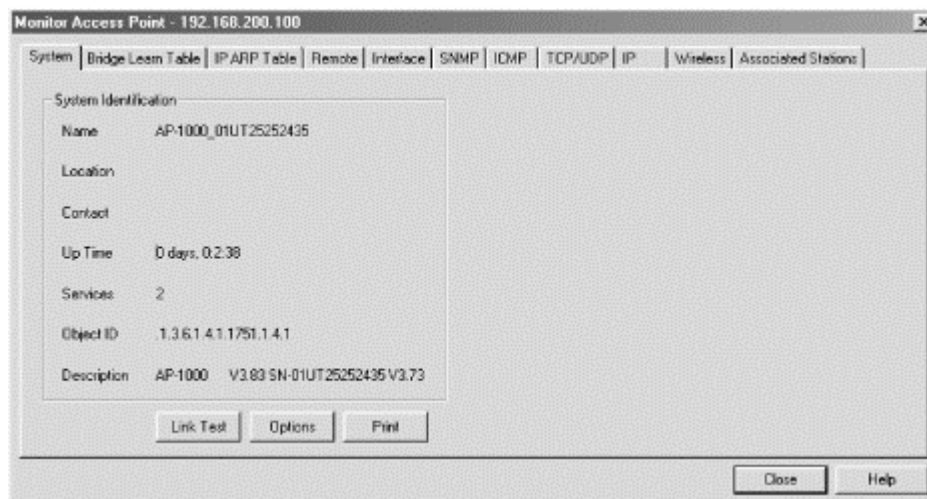 Monitor Access Point - 192.168.200.100
System Bridge Learn Table IP ARP Table Remote Interface SNMP ICMP TCP/UDP IP Wireless Associated Stations
System Identification
Name AP-1000_01UT25252435
Location
Contact
Up Time 0 days, 0:2:38
Services 2
Object ID .1.3.6.1.4.1.1751.1.4.1
Description AP-1000 V3.83 SN-01UT25252435 V3.73
Link Test Options Print
Close Help